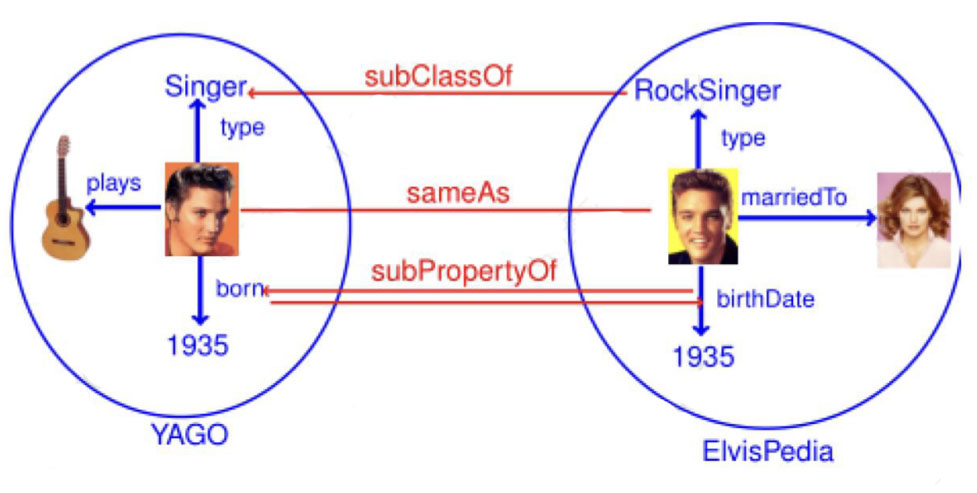 subClassOf
Singer
RockSinger
type
type
plays
sameAs
marriedTo
subPropertyOf
born
birthDate
1935
1935
YAGO
ElvisPedia